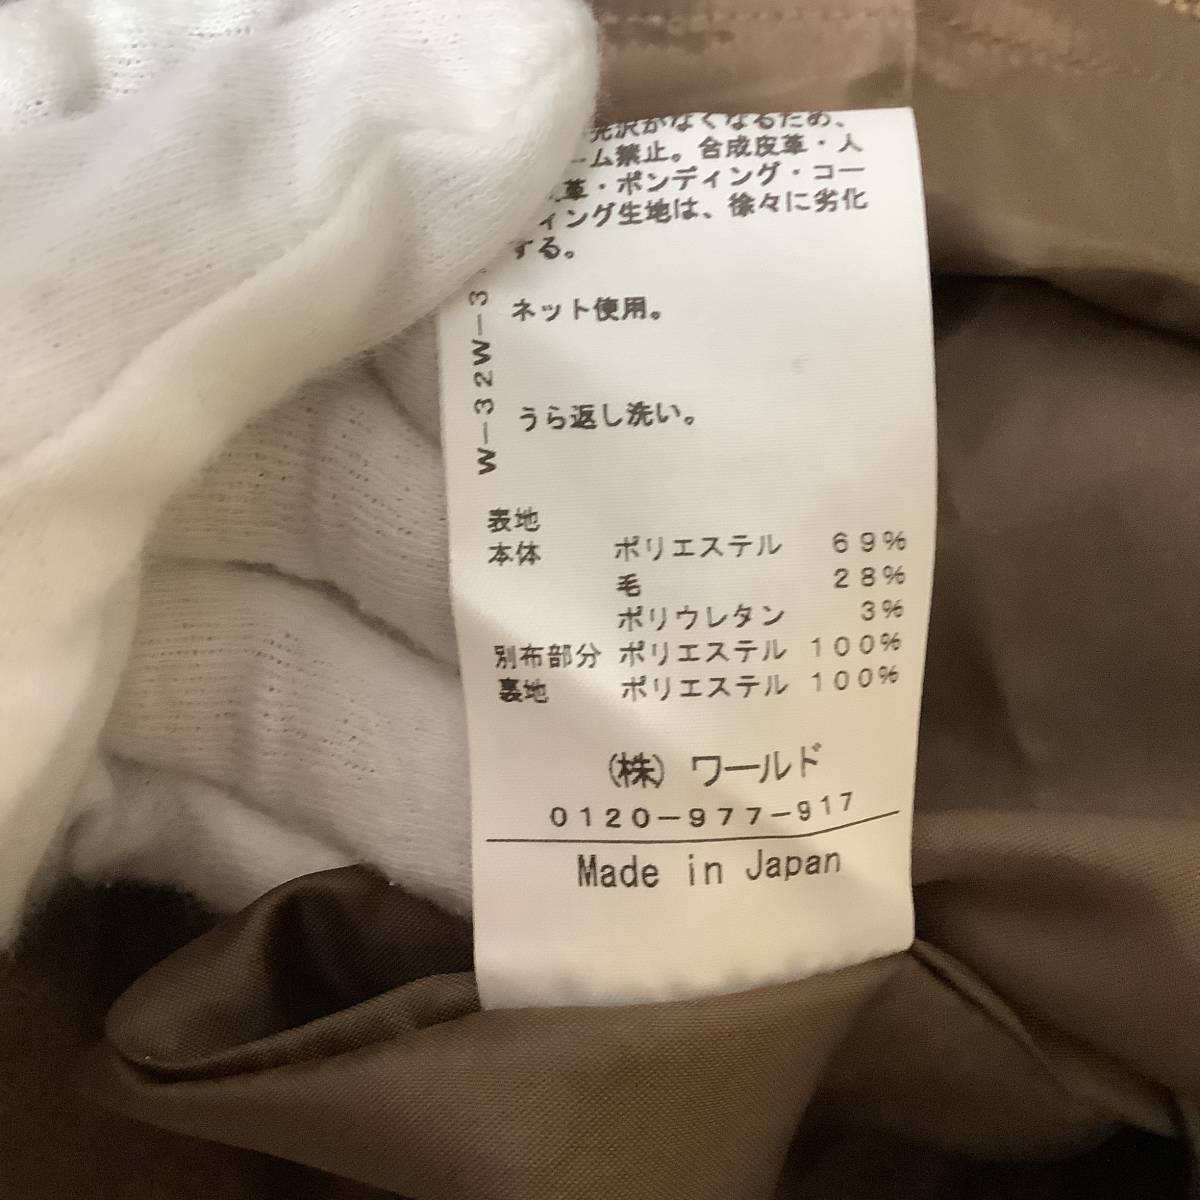 光沢がなくなるため、
ーム禁止。合成皮革・人
革・ボンディング・コー
ィング生地は、徐々に劣化
する。
ネット使用。
うら返し洗い。
W-32W-3
表地
本体 ポリエステル 69%
毛 28%
ポリウレタン 3%
別布部分 ポリエステル 100%
裏地 ポリエステル 100%
(株) ワールド
0120-977-917
Made in Japan